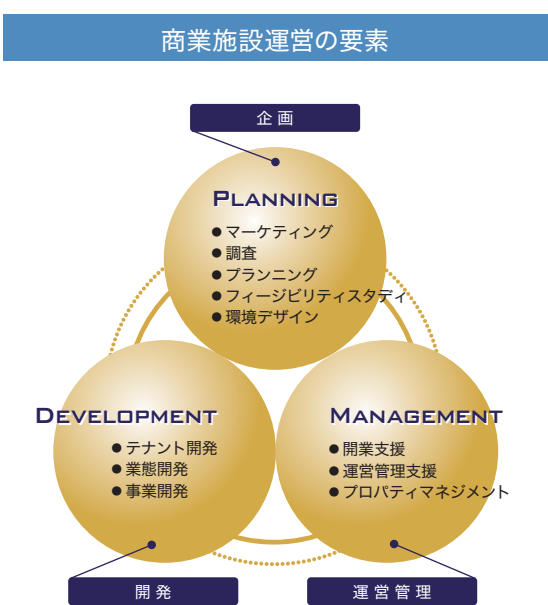 商業施設運営の要素
企画
PLANNING
●マーケティング
●調査
●プランニング
●フィージビリティスタディ
●環境デザイン
DEVELOPMENT
●テナント開発
●業態開発
●事業開発
MANAGEMENT
●開業支援
●運営管理支援
●プロパティマネジメント
開発
運営管理